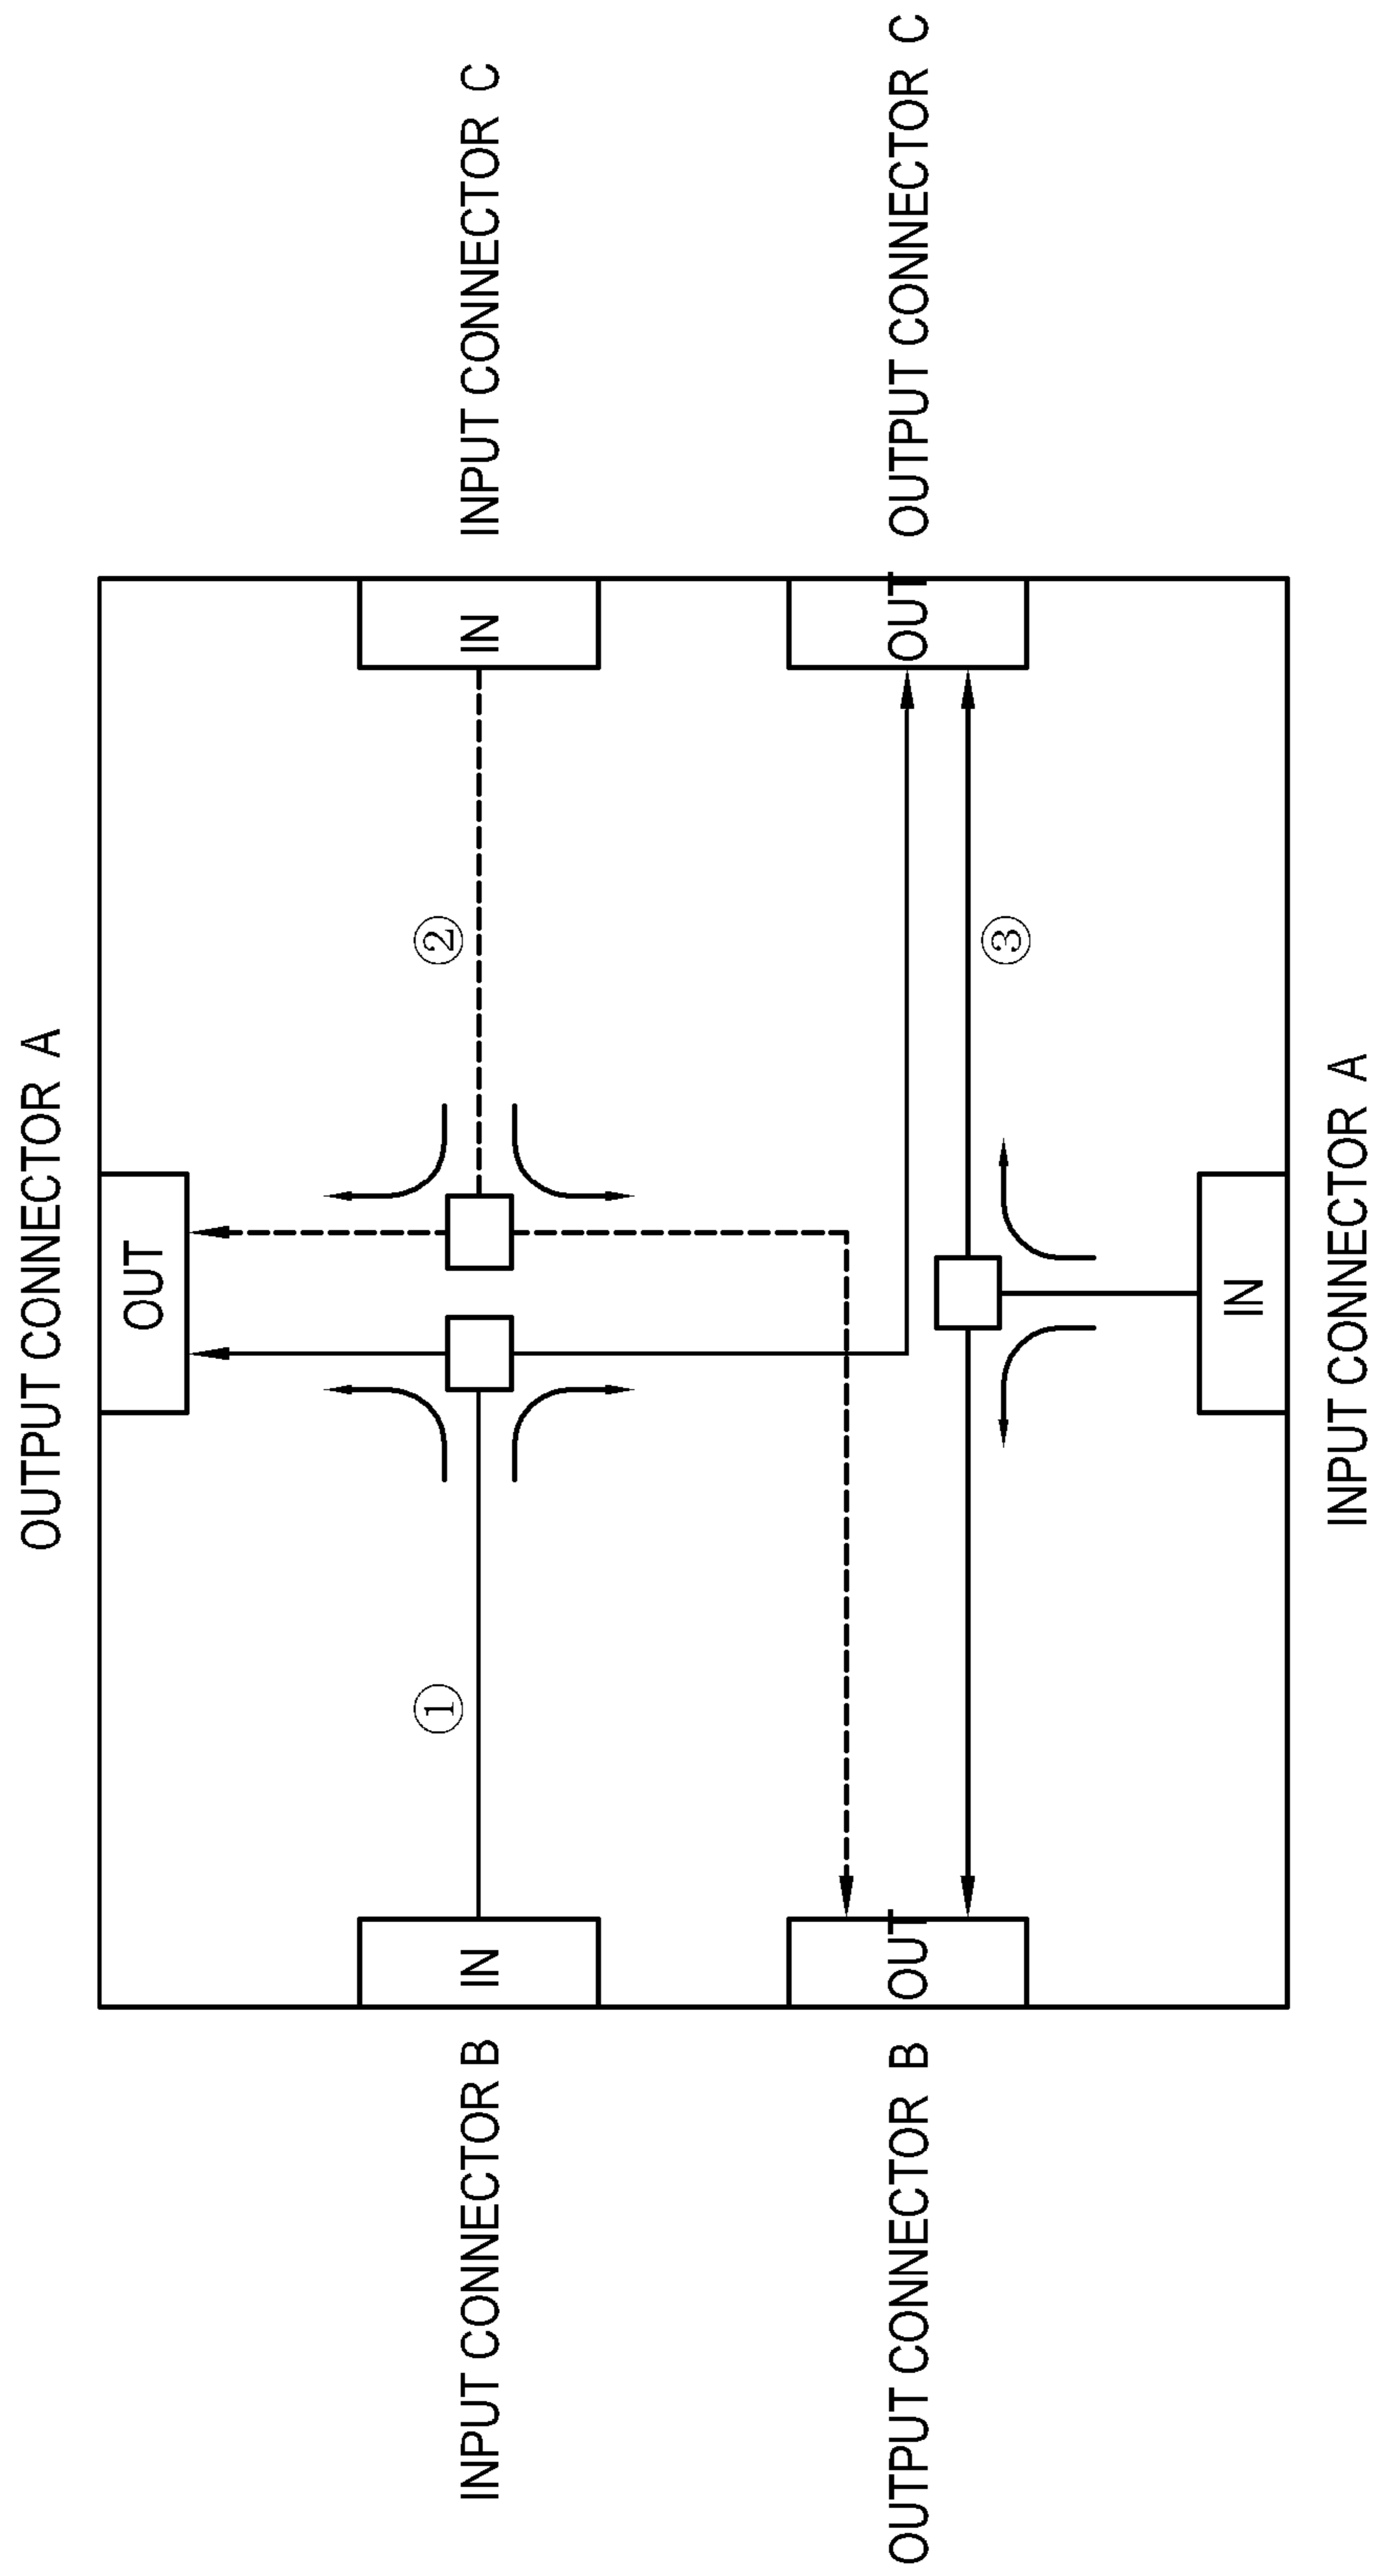 OUTPUT CONNECTOR A
OUT
①
②
INPUT CONNECTOR B
IN
IN
INPUT CONNECTOR C
OUTPUT CONNECTOR B
OUT
OUT
OUTPUT CONNECTOR C
③
IN
INPUT CONNECTOR A